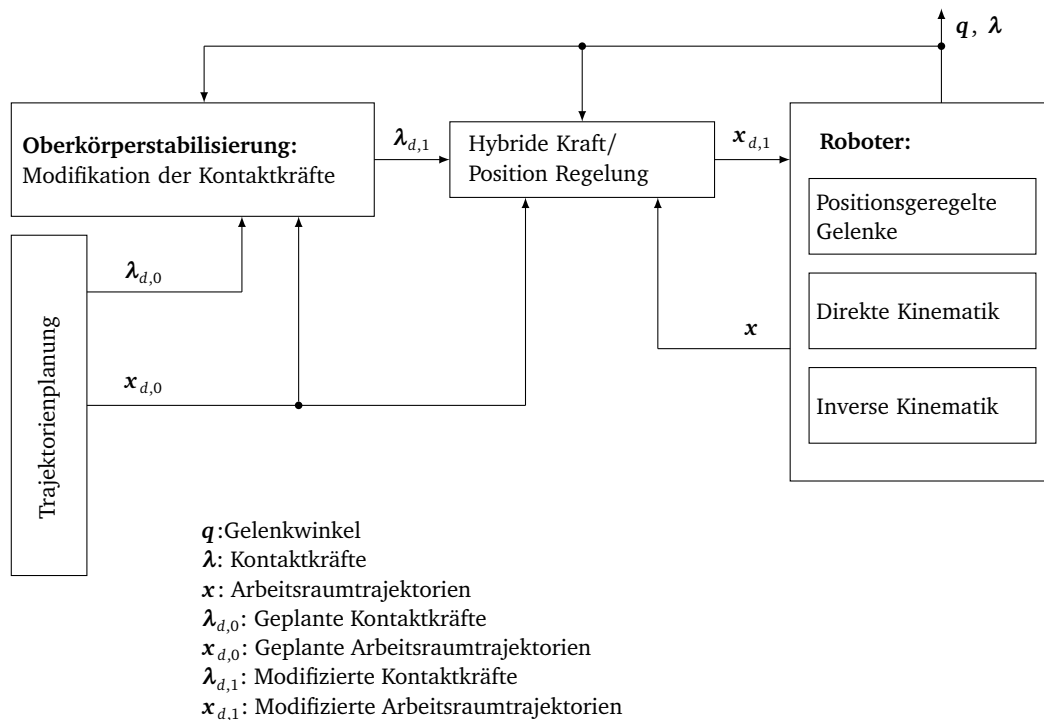 q, λ
Oberkörperstabilisierung:
Modifikation der Kontaktkräfte
λd,1
Hybride Kraft/
Position Regelung
xd,1
Roboter:
Positionsgeregelte
Gelenke
Direkte Kinematik
Inverse Kinematik
x
Trajektorienplanung
λd,0
xd,0
q:Gelenkwinkel
λ: Kontaktkräfte
x: Arbeitsraumtrajektorien
λd,0: Geplante Kontaktkräfte
xd,0: Geplante Arbeitsraumtrajektorien
λd,1: Modifizierte Kontaktkräfte
xd,1: Modifizierte Arbeitsraumtrajektorien